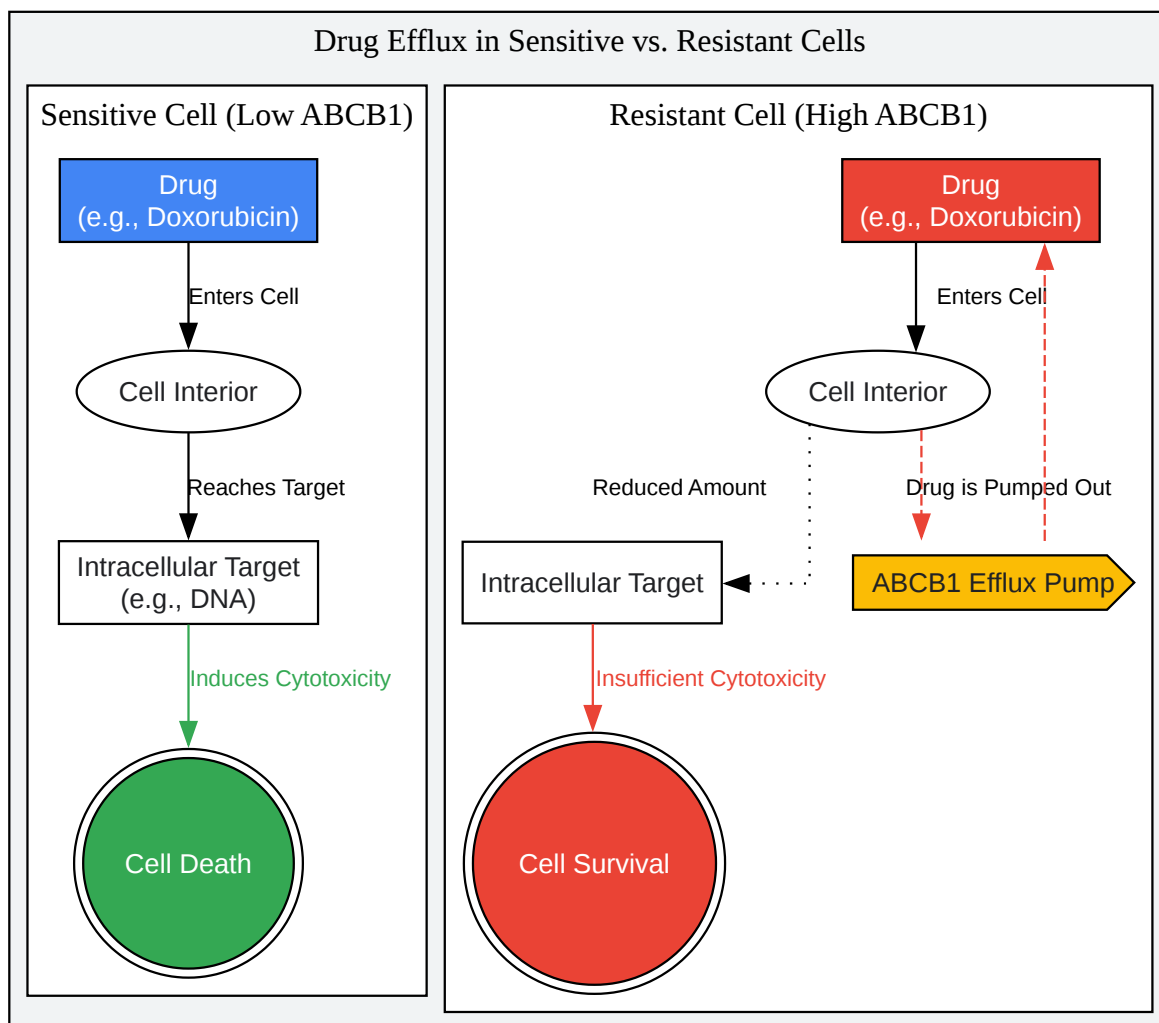 Drug Efflux in Sensitive vs. Resistant Cells
Sensitive Cell (Low ABCB1)
Drug
(e.g., Doxorubicin)
Enters Cell
Cell Interior
Reaches Target
Intracellular Target
(e.g., DNA)
Induces Cytotoxicity
Cell Death
Resistant Cell (High ABCB1)
Drug
(e.g., Doxorubicin)
Enters Cell
Cell Interior
Reduced Amount
Drug is Pumped Out
Intracellular Target
ABCB1 Efflux Pump
Insufficient Cytotoxicity
Cell Survival